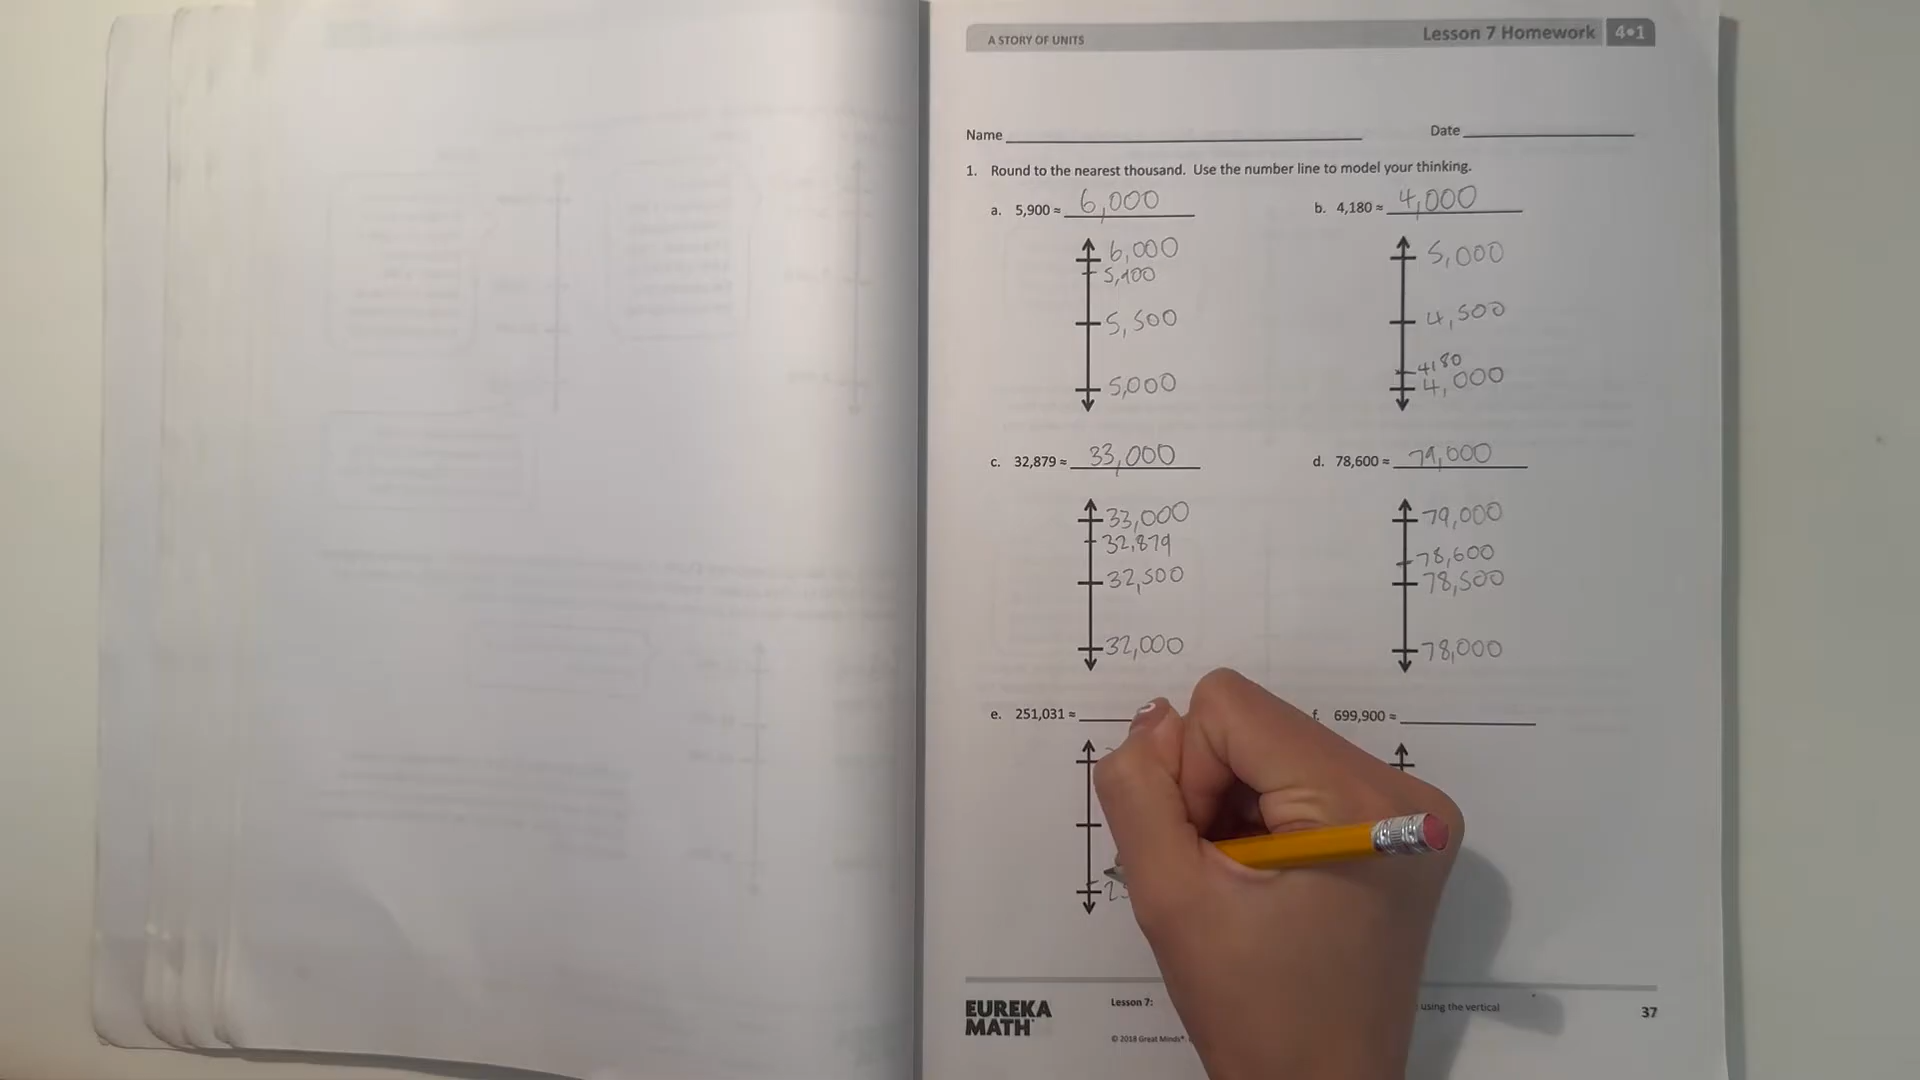 A STORY OF UNITS
Lesson 7 Homework 4•1
Name
Date
1. Round to the nearest thousand. Use the number line to model your thinking.
a. 5,900 ≈ 6,000
6,000
5,900
5,500
5,000
b. 4,180 ≈ 4,000
5,000
4,500
4180
4,000
c. 32,879 ≈ 33,000
33,000
32,879
32,500
32,000
d. 78,600 ≈ 79,000
79,000
78,600
78,500
78,000
e. 251,031 ≈
f. 699,900 ≈
EUREKA
MATH
Lesson 7:
using the vertical
37
© 2018 Great Minds®.